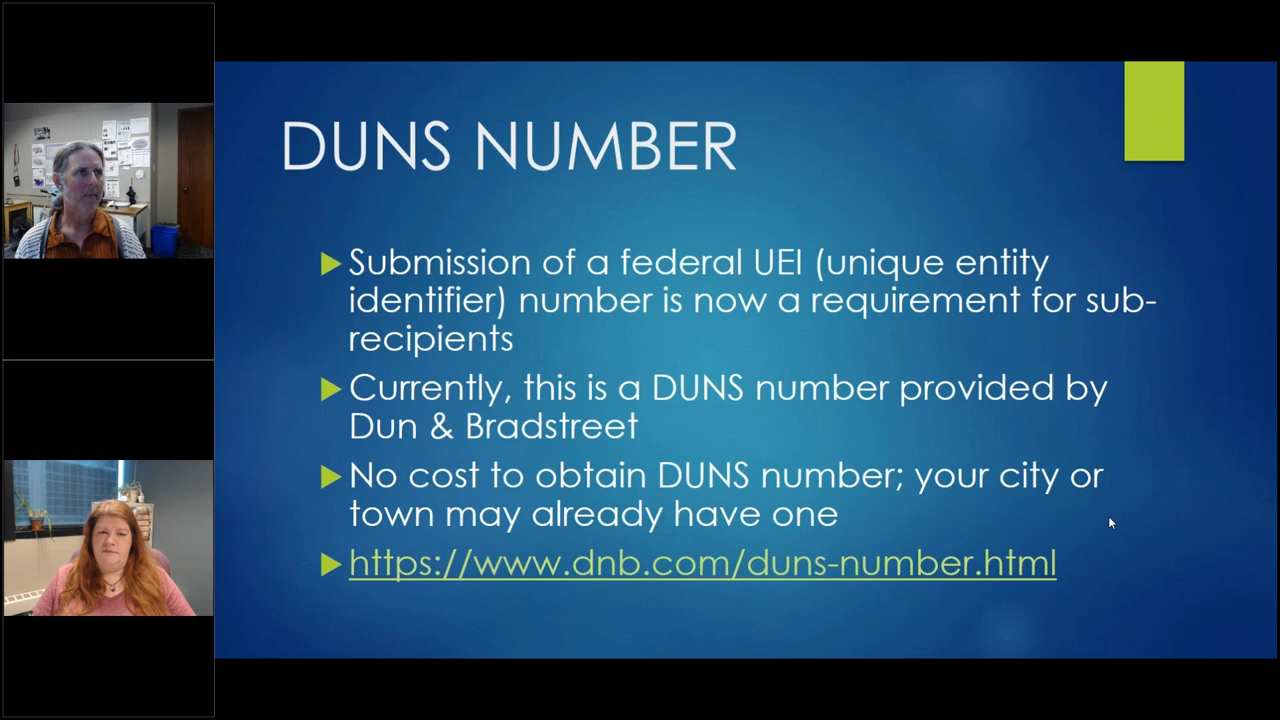 DUNS NUMBER
Submission of a federal UEI (unique entity
identifier) number is now a requirement for sub-
recipients
Currently, this is a DUNS number provided by
Dun & Bradstreet
No cost to obtain DUNS number; your city or
town may already have one
https://www.dnb.com/duns-number.html